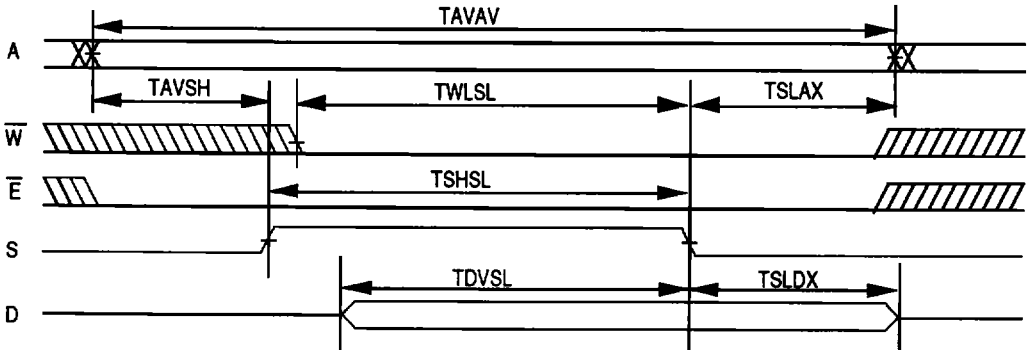 TAVAV
A
TAVSH TWLSL TSLAX
W̅
TSHSL
E̅
S
TDVSL TSLDX
D